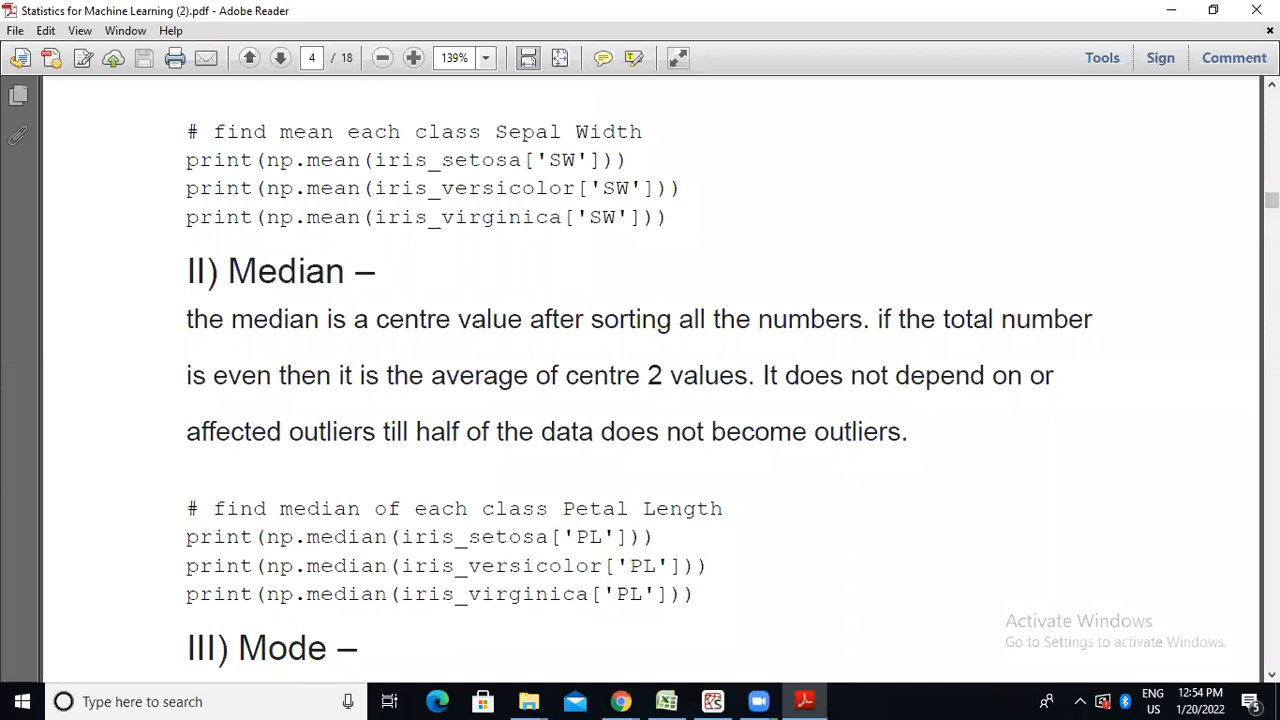 Statistics for Machine Learning (2).pdf - Adobe Reader
File Edit View Window Help
4 / 18 139% Tools Sign Comment
# find mean each class Sepal Width
print(np.mean(iris_setosa['SW']))
print(np.mean(iris_versicolor['SW']))
print(np.mean(iris_virginica['SW']))
II) Median –
the median is a centre value after sorting all the numbers. if the total number
is even then it is the average of centre 2 values. It does not depend on or
affected outliers till half of the data does not become outliers.
# find median of each class Petal Length
print(np.median(iris_setosa['PL']))
print(np.median(iris_versicolor['PL']))
print(np.median(iris_virginica['PL']))
III) Mode –
Activate Windows
Go to Settings to activate Windows.
Type here to search
ENG
US
12:54 PM
1/20/2022
5